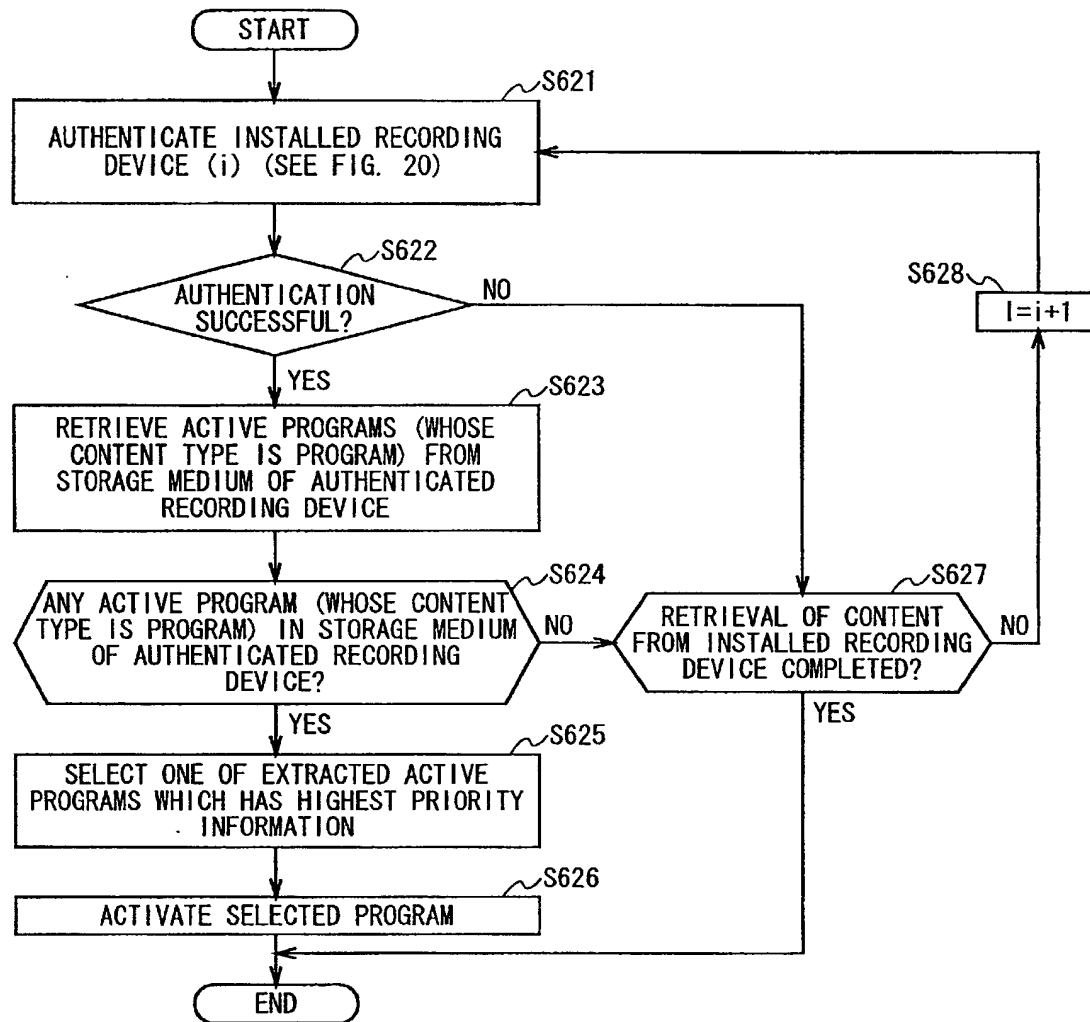 START
S621
AUTHENTICATE INSTALLED RECORDING
DEVICE (i) (SEE FIG. 20)
S622
AUTHENTICATION
SUCCESSFUL?
NO
YES
S628
I=i+1
S623
RETRIEVE ACTIVE PROGRAMS (WHOSE
CONTENT TYPE IS PROGRAM) FROM
STORAGE MEDIUM OF AUTHENTICATED
RECORDING DEVICE
S624
ANY ACTIVE PROGRAM (WHOSE CONTENT
TYPE IS PROGRAM) IN STORAGE MEDIUM
OF AUTHENTICATED RECORDING
DEVICE?
NO
YES
S627
RETRIEVAL OF CONTENT
FROM INSTALLED RECORDING
DEVICE COMPLETED?
NO
YES
S625
SELECT ONE OF EXTRACTED ACTIVE
PROGRAMS WHICH HAS HIGHEST PRIORITY
INFORMATION
S626
ACTIVATE SELECTED PROGRAM
END